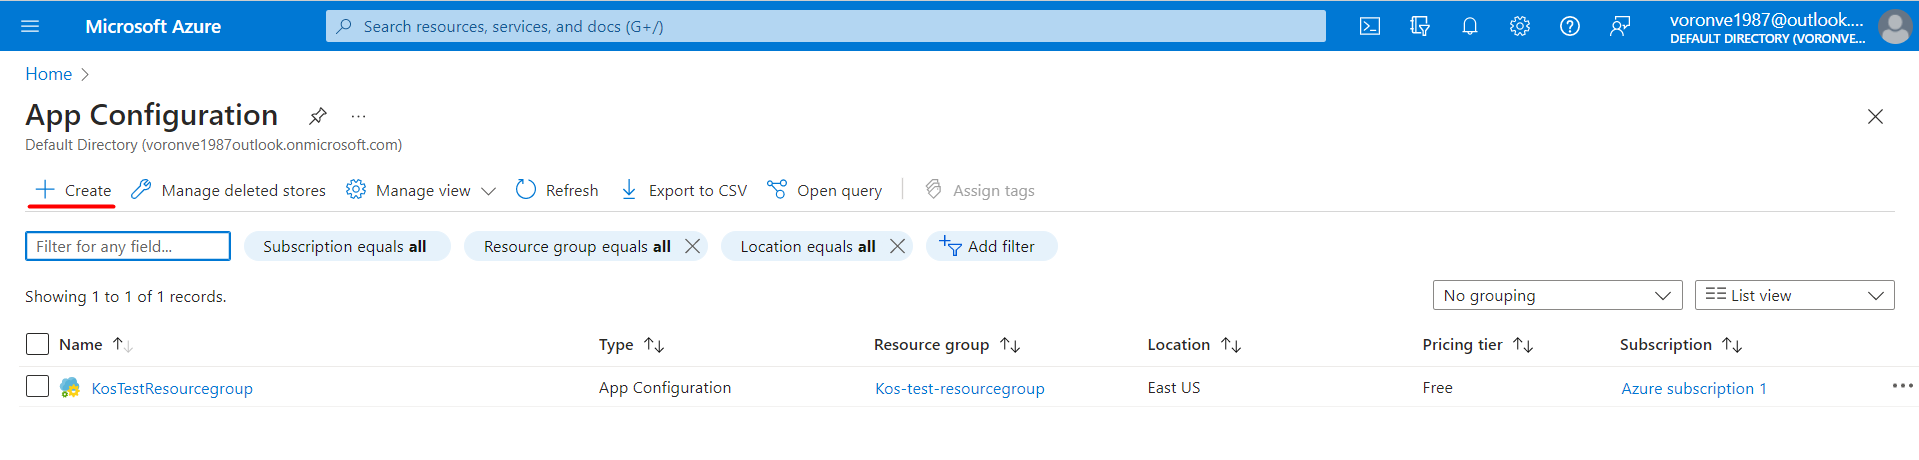 Microsoft Azure
Search resources, services, and docs (G+/)
voronve1987@outlook....
DEFAULT DIRECTORY (VORONVE...
Home
App Configuration
...
Default Directory (voronve1987outlook.onmicrosoft.com)
Create
Manage deleted stores
Manage view
Refresh
Export to CSV
Open query
Assign tags
Filter for any field...
Subscription equals all
Resource group equals all
Location equals all
Add filter
Showing 1 to 1 of 1 records.
No grouping
List view
Name
Type
Resource group
Location
Pricing tier
Subscription
KosTestResourcegroup
App Configuration
Kos-test-resourcegroup
East US
Free
Azure subscription 1
...